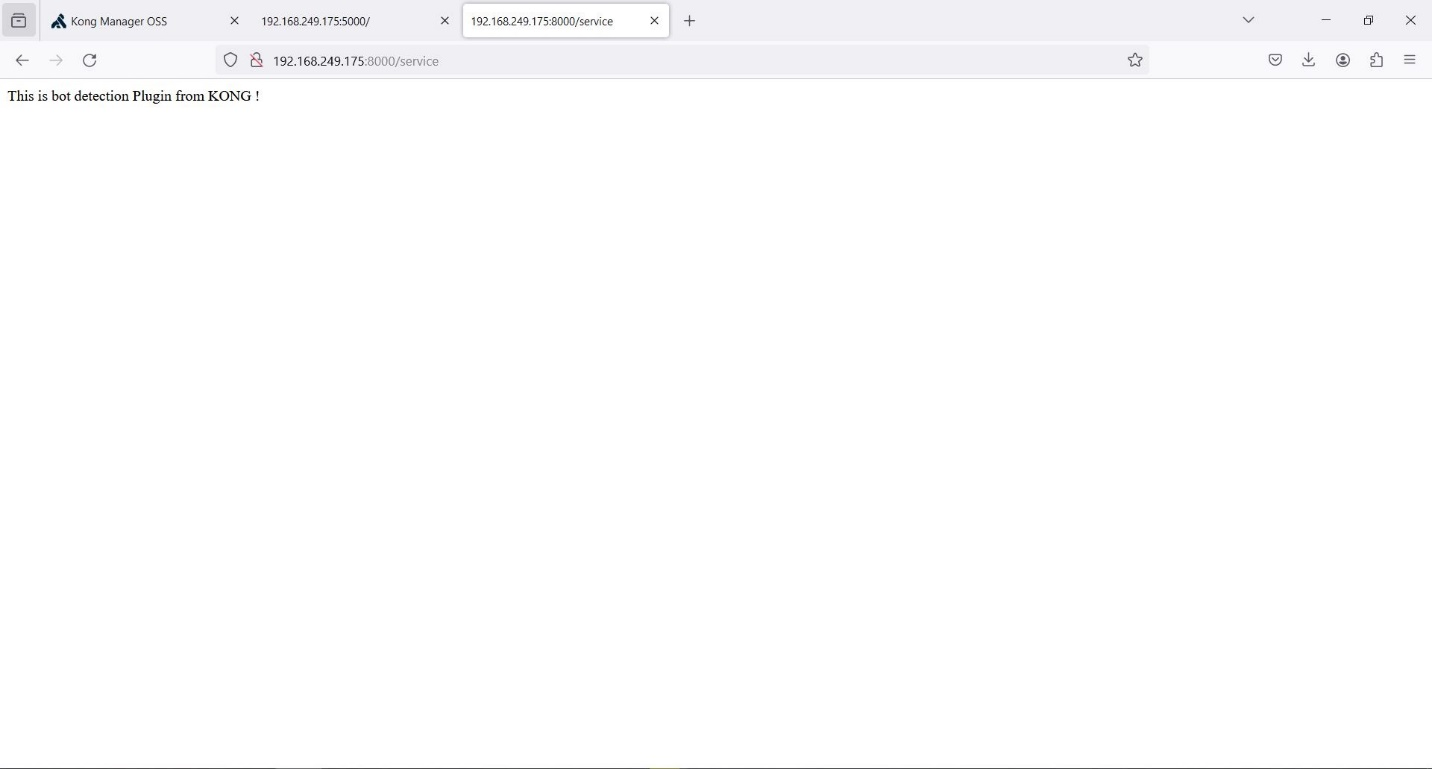 Kong Manager OSS
192.168.249.175:5000/
192.168.249.175:8000/service
192.168.249.175:8000/service
This is bot detection Plugin from KONG !